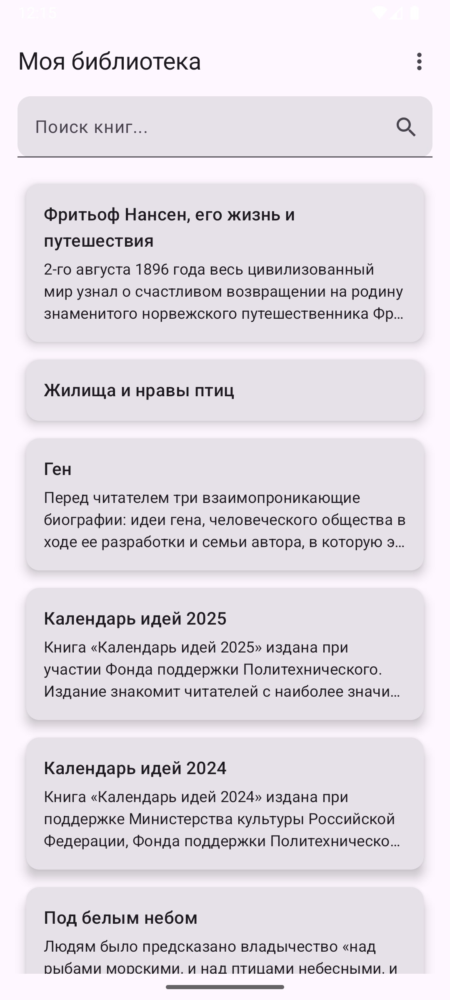 12:15
Моя библиотека
Поиск книг...
Фритьоф Нансен, его жизнь и
путешествия
2-го августа 1896 года весь цивилизованный
мир узнал о счастливом возвращении на родину
знаменитого норвежского путешественника Фр...
Жилища и нравы птиц
Ген
Перед читателем три взаимопроникающие
биографии: идеи гена, человеческого общества в
ходе ее разработки и семьи автора, в которую э...
Календарь идей 2025
Книга «Календарь идей 2025» издана при
участии Фонда поддержки Политехнического.
Издание знакомит читателей с наиболее значи...
Календарь идей 2024
Книга «Календарь идей 2024» издана при
поддержке Министерства культуры Российской
Федерации, Фонда поддержки Политехническо...
Под белым небом
Людям было предсказано владычество «над
рыбами морскими, и над птицами небесными, и